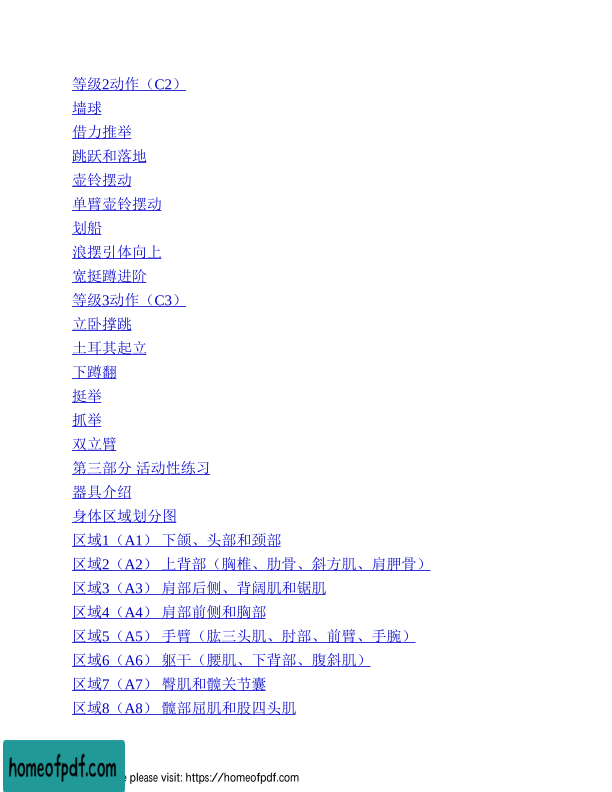 等级2动作（C2）
墙球
借力推举
跳跃和落地
壶铃摆动
单臂壶铃摆动
划船
浪摆引体向上
宽挺蹲进阶
等级3动作（C3）
立卧撑跳
土耳其起立
下蹲翻
挺举
抓举
双立臂
第三部分 活动性练习
器具介绍
身体区域划分图
区域1（A1） 下颌、头部和颈部
区域2（A2） 上背部（胸椎、肋骨、斜方肌、肩胛骨）
区域3（A3） 肩部后侧、背阔肌和锯肌
区域4（A4） 肩部前侧和胸部
区域5（A5） 手臂（肱三头肌、肘部、前臂、手腕）
区域6（A6） 躯干（腰肌、下背部、腹斜肌）
区域7（A7） 臀肌和髋关节囊
区域8（A8） 髋部屈肌和股四头肌
homeofpdf.com
please visit: https://homeofpdf.com